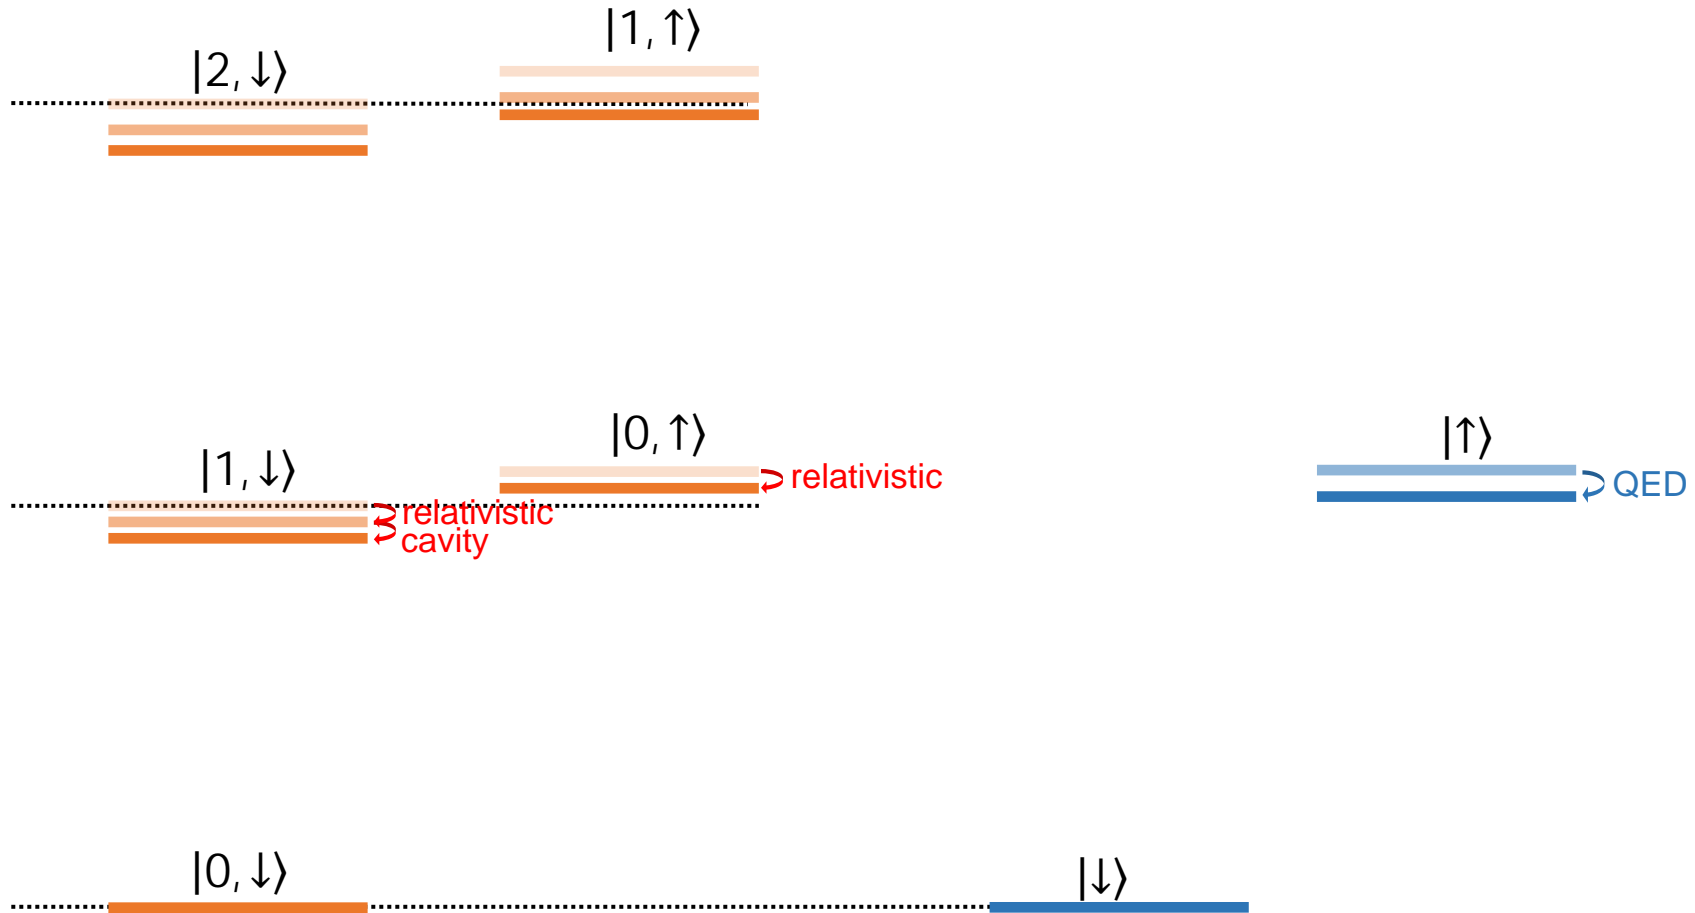 |1,↑⟩
|2,↓⟩
|0,↑⟩
|↑⟩
|1,↓⟩
relativistic
QED
relativistic
cavity
|0,↓⟩
|↓⟩